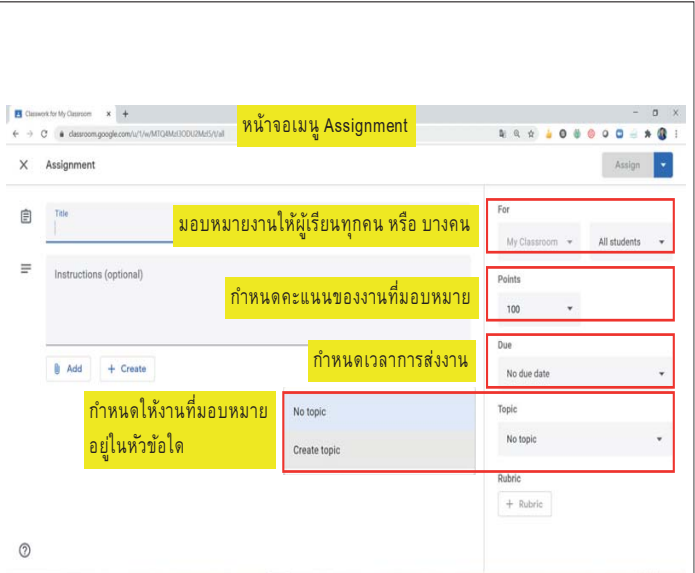 Classwork for My Classroom
หน้าจอเมนู Assignment
Assignment
Assign
Title
มอบหมายงานให้ผู้เรียนทุกคน หรือ บางคน
For
My Classroom
All students
Instructions (optional)
กำหนดคะแนนของงานที่มอบหมาย
Points
100
กำหนดเวลาการส่งงาน
Due
No due date
Add
+ Create
กำหนดให้งานที่มอบหมาย
อยู่ในหัวข้อใด
No topic
Create topic
Topic
No topic
Rubric
+ Rubric